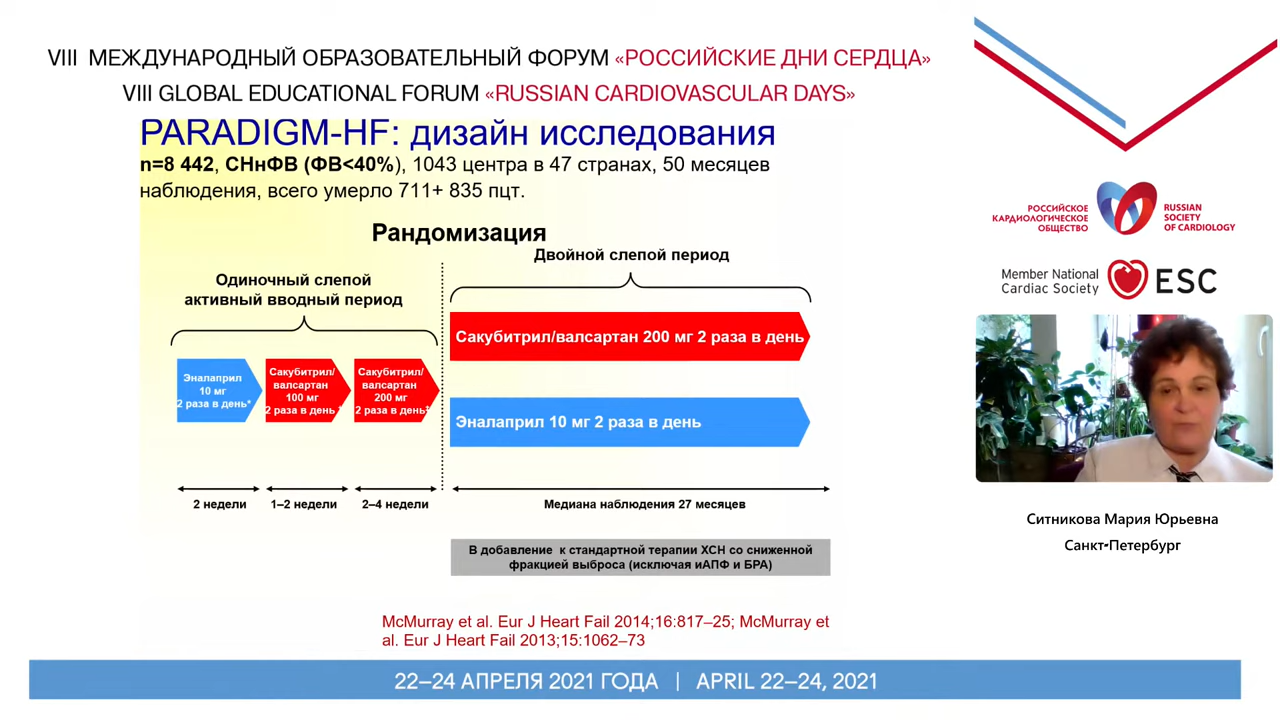 VIII МЕЖДУНАРОДНЫЙ ОБРАЗОВАТЕЛЬНЫЙ ФОРУМ «РОССИЙСКИЕ ДНИ СЕРДЦА»
VIII GLOBAL EDUCATIONAL FORUM «RUSSIAN CARDIOVASCULAR DAYS»
PARADIGM-HF: дизайн исследования
n=8 442, СНнФВ (ФВ<40%), 1043 центра в 47 странах, 50 месяцев
наблюдения, всего умерло 711+ 835 пцт.
Рандомизация
Двойной слепой период
Одиночный слепой
активный вводный период
Сакубитрил/валсартан 200 мг 2 раза в день
Эналаприл
10 мг
2 раза в день*
Сакубитрил/
валсартан
100 мг
2 раза в день
Сакубитрил/
валсартан
200 мг
2 раза в день‡
Эналаприл 10 мг 2 раза в день
2 недели
1–2 недели
2–4 недели
Медиана наблюдения 27 месяцев
В добавление к стандартной терапии ХСН со сниженной
фракцией выброса (исключая иАПФ и БРА)
McMurray et al. Eur J Heart Fail 2014;16:817–25; McMurray et
al. Eur J Heart Fail 2013;15:1062–73
РОССИЙСКОЕ
КАРДИОЛОГИЧЕСКОЕ
ОБЩЕСТВО
RUSSIAN
SOCIETY
OF CARDIOLOGY
Member National
Cardiac Society
ESC
Ситникова Мария Юрьевна
Санкт-Петербург
22–24 АПРЕЛЯ 2021 ГОДА | APRIL 22–24, 2021